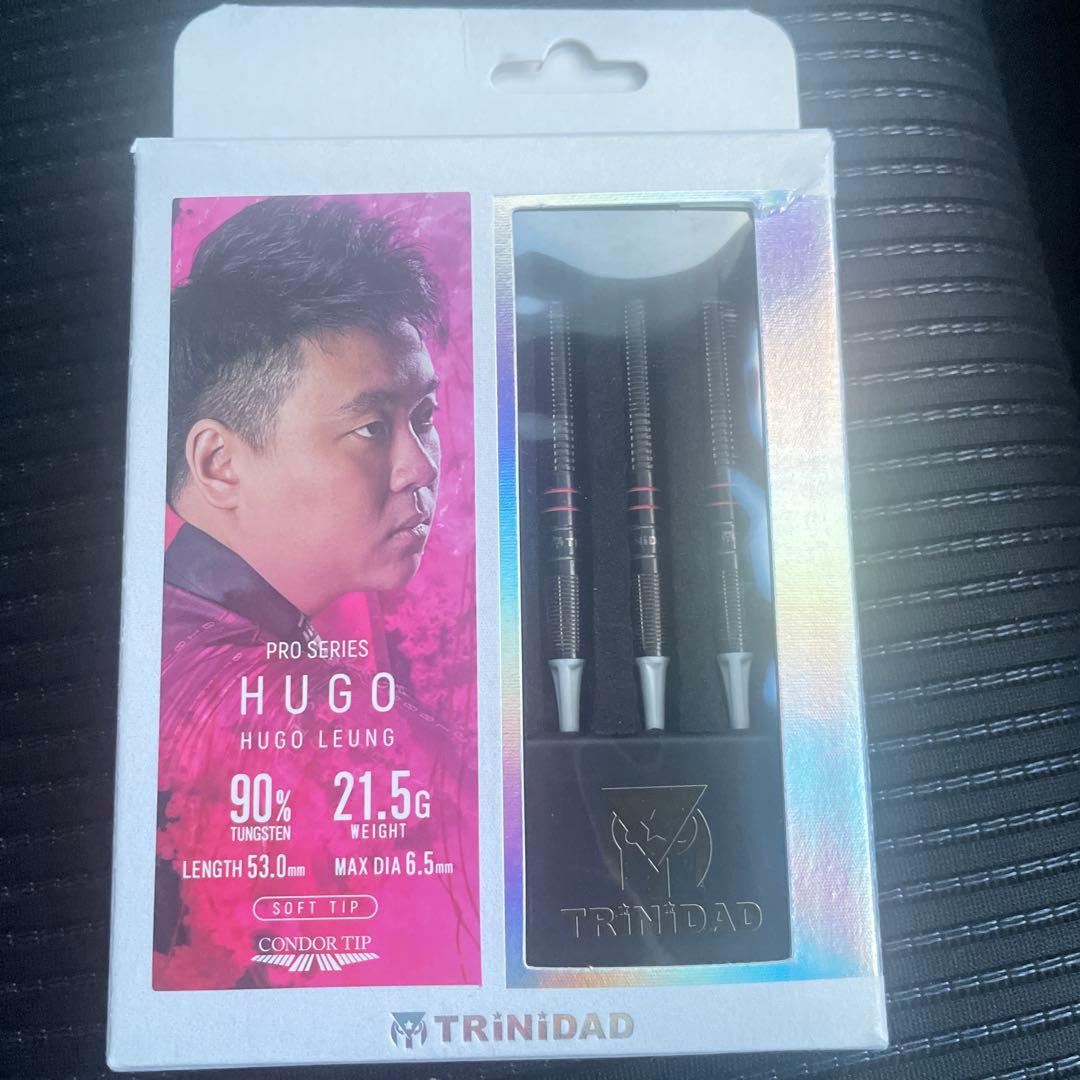 PRO SERIES
HUGO
HUGO LEUNG
90% 21.5G
TUNGSTEN WEIGHT
LENGTH 53.0mm MAX DIA 6.5mm
SOFT TIP
CONDOR TIP
TRiNiDAD
TRiNiDAD